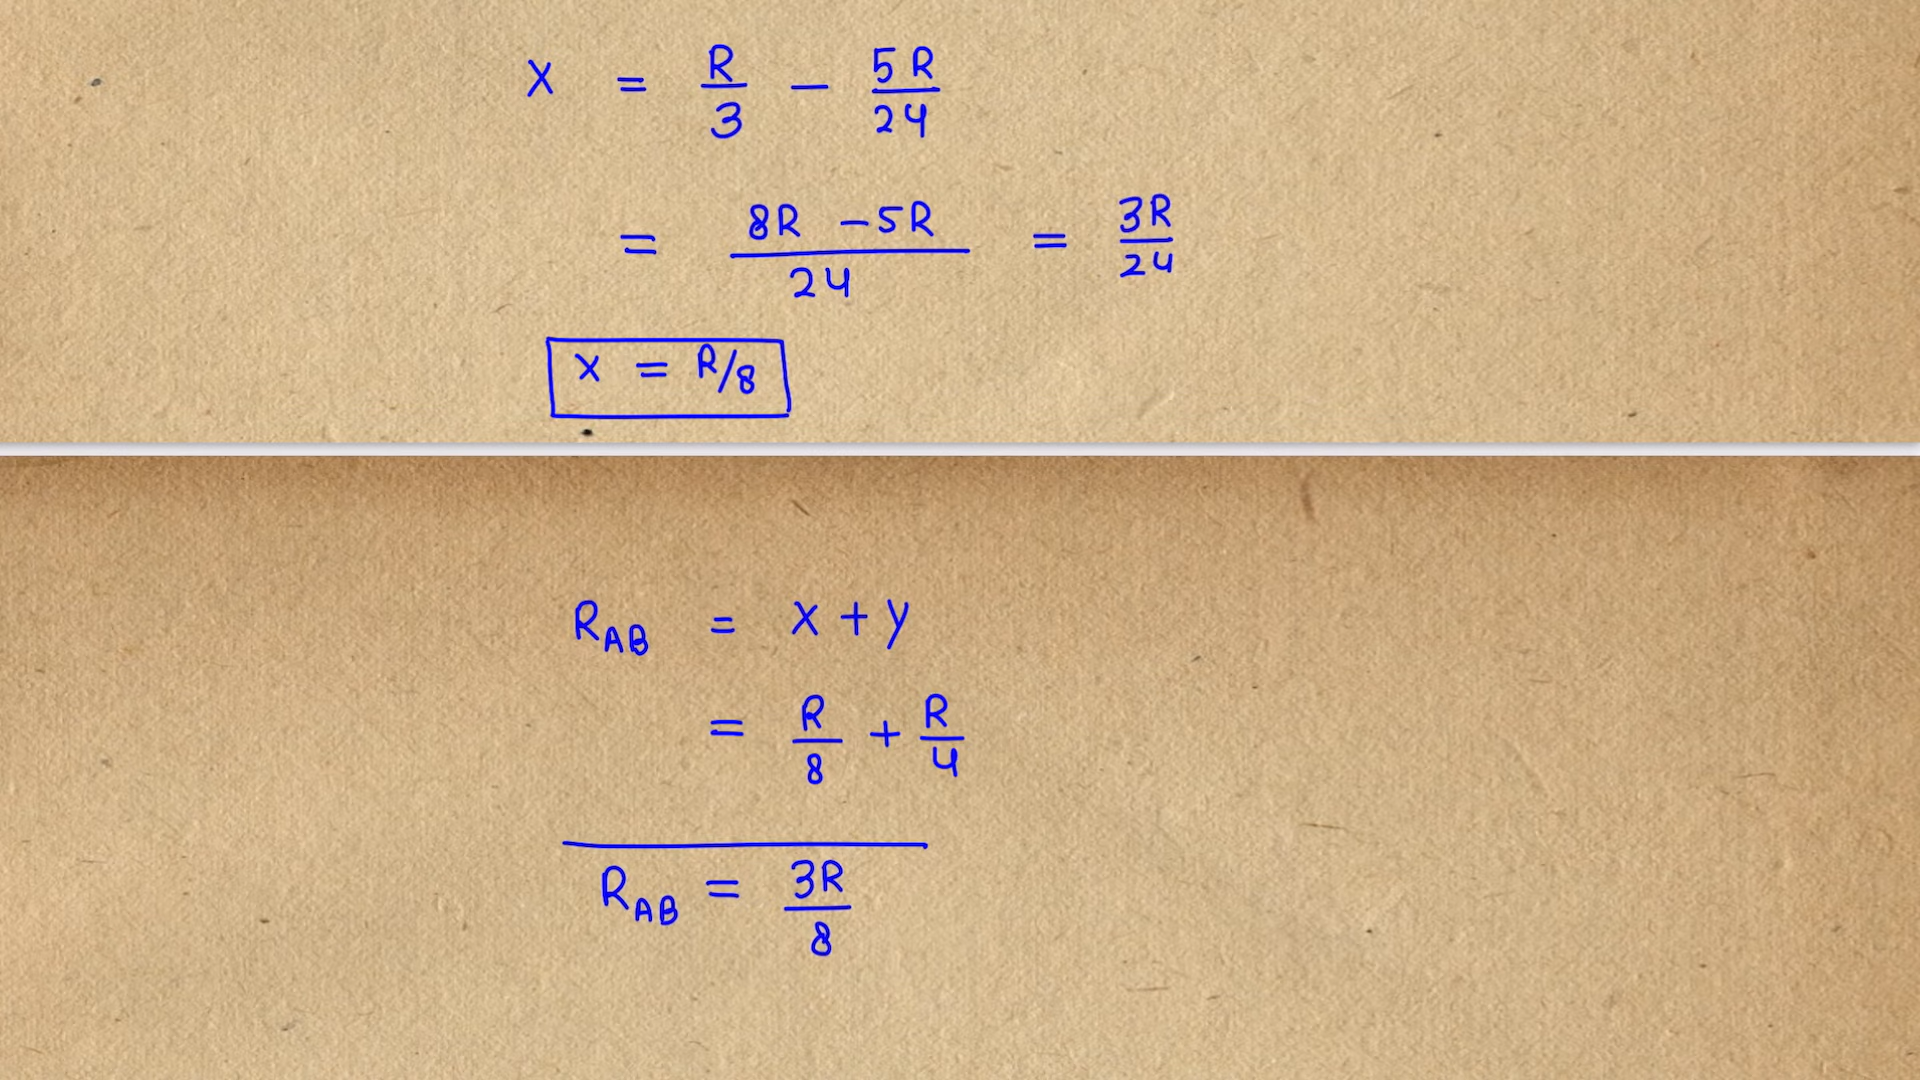 x = R/3 - 5R/24
= 8R - 5R/24 = 3R/24
x = R/8
R_AB = x + y
= R/8 + R/4
R_AB = 3R/8